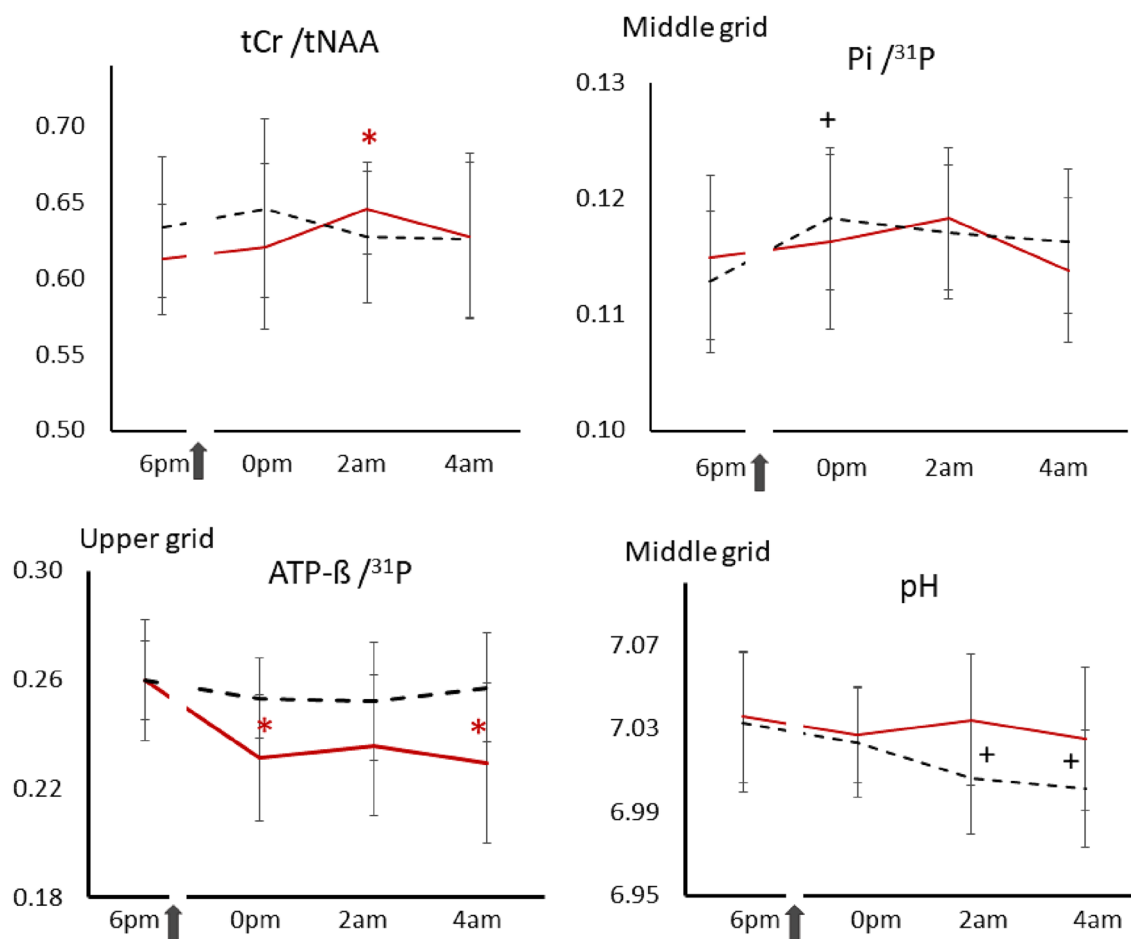 tCr /tNAA
0.70
0.65
0.60
0.55
0.50
*
6pm 0pm 2am 4am
Middle grid
Pi /³¹P
0.13
0.12
0.11
0.10
+
6pm 0pm 2am 4am
Upper grid
ATP-ß /³¹P
0.30
0.26
0.22
0.18
* *
6pm 0pm 2am 4am
Middle grid
pH
7.07
7.03
6.99
6.95
+ +
6pm 0pm 2am 4am